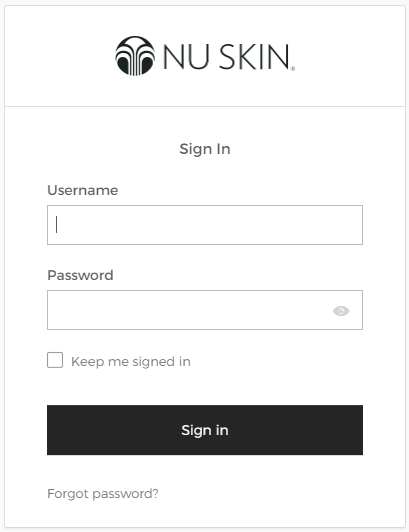 NU SKIN®
Sign In
Username
Password
Keep me signed in
Sign in
Forgot password?